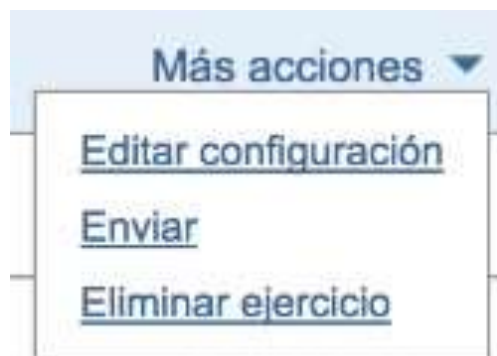 Más acciones
Editar configuración
Enviar
Eliminar ejercicio